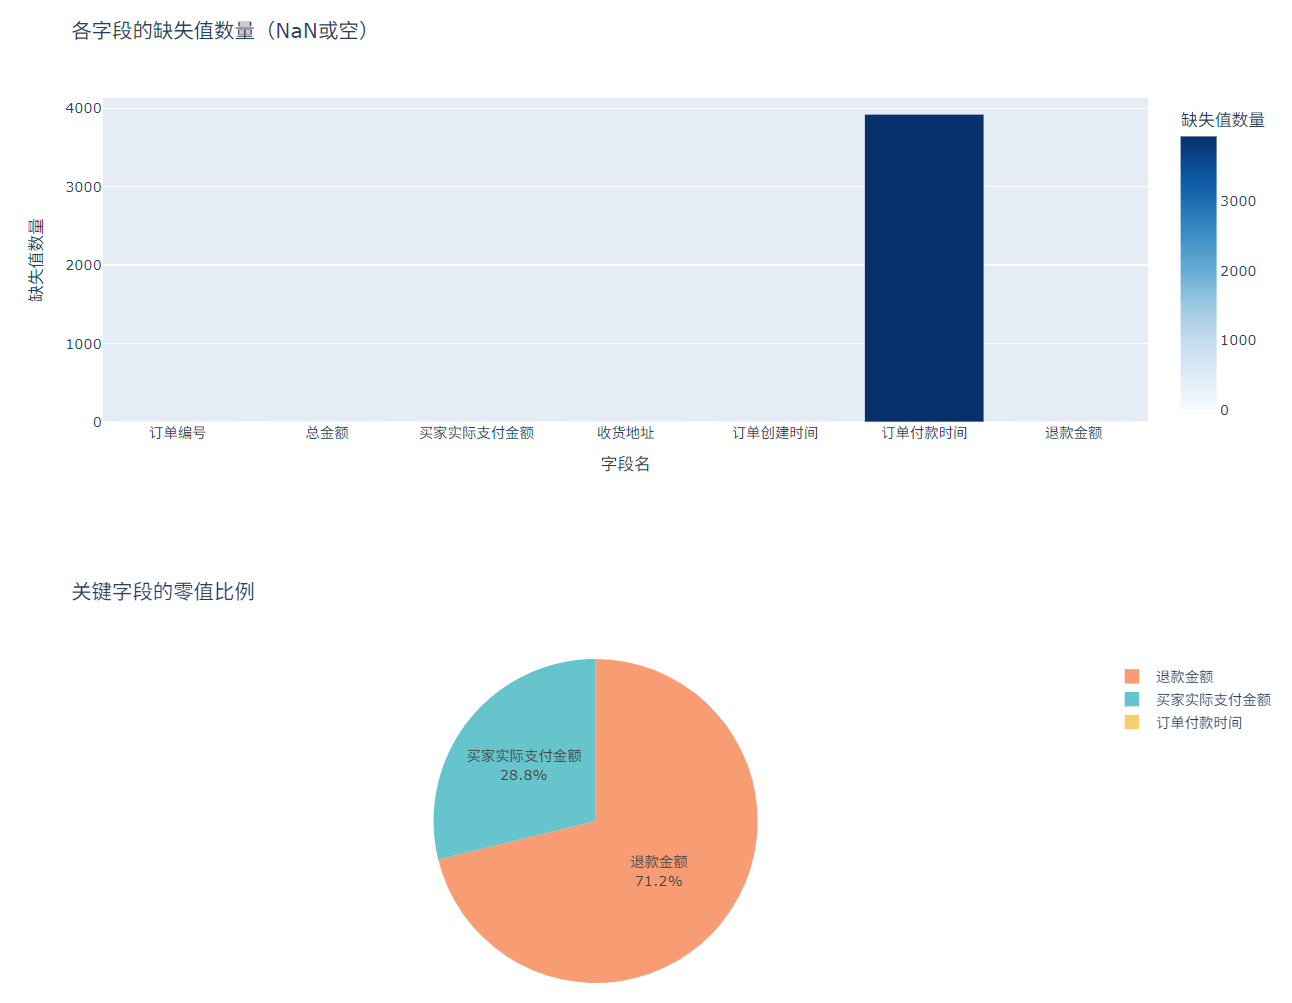 各字段的缺失值数量（NaN或空）
缺失值数量
4000
3000
2000
1000
0
订单编号
总金额
买家实际支付金额
收货地址
订单创建时间
订单付款时间
退款金额
字段名
缺失值数量
3000
2000
1000
0
关键字段的零值比例
买家实际支付金额
28.8%
退款金额
71.2%
退款金额
买家实际支付金额
订单付款时间